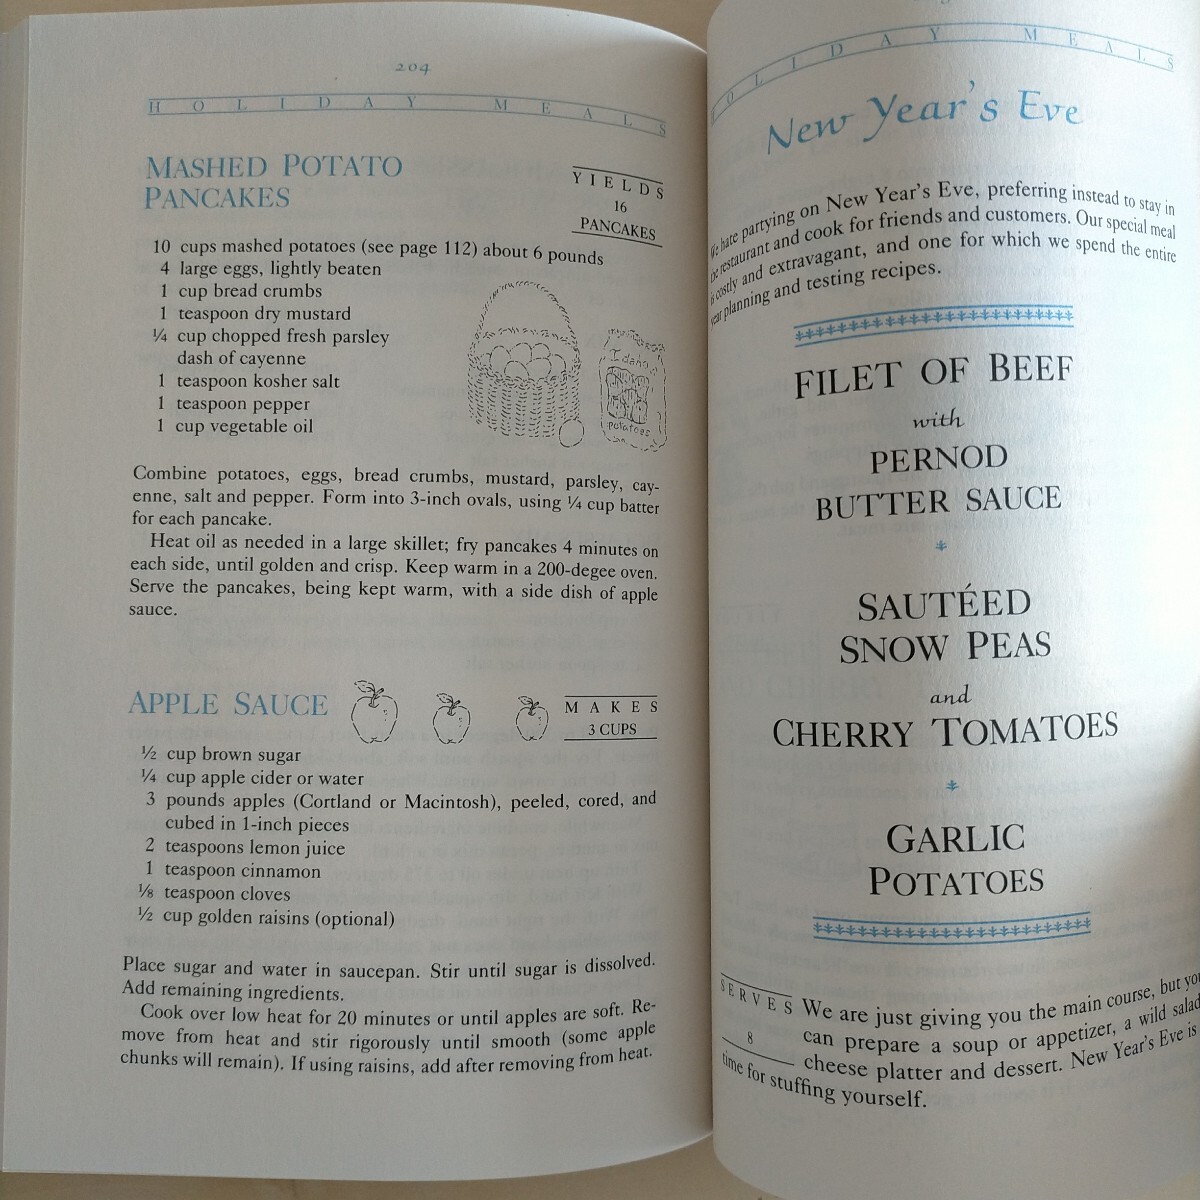 204
HOLIDAY MEALS
MASHED POTATO
PANCAKES
YIELDS
16
PANCAKES
10 cups mashed potatoes (see page 112) about 6 pounds
4 large eggs, lightly beaten
1 cup bread crumbs
1 teaspoon dry mustard
¼ cup chopped fresh parsley
dash of cayenne
1 teaspoon kosher salt
1 teaspoon pepper
1 cup vegetable oil
Idaho
potatoes
Combine potatoes, eggs, bread crumbs, mustard, parsley, cay-
enne, salt and pepper. Form into 3-inch ovals, using ¼ cup batter
for each pancake.
Heat oil as needed in a large skillet; fry pancakes 4 minutes on
each side, until golden and crisp. Keep warm in a 200-degee oven.
Serve the pancakes, being kept warm, with a side dish of apple
sauce.
APPLE SAUCE
MAKES
3 CUPS
½ cup brown sugar
¼ cup apple cider or water
3 pounds apples (Cortland or Macintosh), peeled, cored, and
cubed in 1-inch pieces
2 teaspoons lemon juice
1 teaspoon cinnamon
⅛ teaspoon cloves
½ cup golden raisins (optional)
Place sugar and water in saucepan. Stir until sugar is dissolved.
Add remaining ingredients.
Cook over low heat for 20 minutes or until apples are soft. Re-
move from heat and stir rigorously until smooth (some apple
chunks will remain). If using raisins, add after removing from heat.
HOLIDAY MEALS
New Year's Eve
We hate partying on New Year's Eve, preferring instead to stay in
the restaurant and cook for friends and customers. Our special meal
is costly and extravagant, and one for which we spend the entire
year planning and testing recipes.
FILET OF BEEF
with
PERNOD
BUTTER SAUCE
SAUTÉED
SNOW PEAS
and
CHERRY TOMATOES
GARLIC
POTATOES
SERVES
8
We are just giving you the main course, but you
can prepare a soup or appetizer, a wild salad
cheese platter and dessert. New Year's Eve is
time for stuffing yourself.